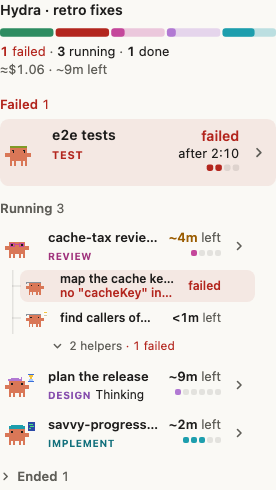 Hydra · retro fixes
1 failed · 3 running · 1 done
≈$1.06 · ~9m left
Failed 1
e2e tests failed
TEST after 2:10
Running 3
cache-tax revie... ~4m left
REVIEW
map the cache ke... failed
no "cacheKey" in...
find callers of... <1m left
2 helpers · 1 failed
plan the release ~9m left
DESIGN Thinking
savvy-progress... ~2m left
IMPLEMENT
Ended 1